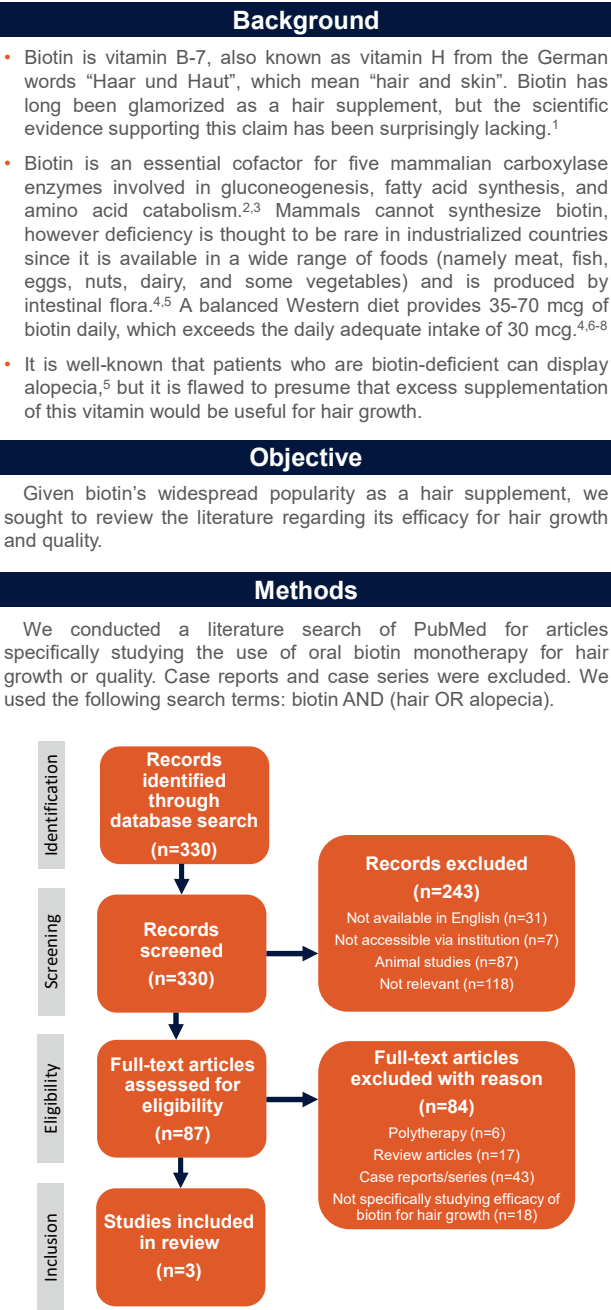 Background
• Biotin is vitamin B-7, also known as vitamin H from the German
words “Haar und Haut”, which mean “hair and skin”. Biotin has
long been glamorized as a hair supplement, but the scientific
evidence supporting this claim has been surprisingly lacking.1
• Biotin is an essential cofactor for five mammalian carboxylase
enzymes involved in gluconeogenesis, fatty acid synthesis, and
amino acid catabolism.2,3 Mammals cannot synthesize biotin,
however deficiency is thought to be rare in industrialized countries
since it is available in a wide range of foods (namely meat, fish,
eggs, nuts, dairy, and some vegetables) and is produced by
intestinal flora.4,5 A balanced Western diet provides 35-70 mcg of
biotin daily, which exceeds the daily adequate intake of 30 mcg.4,6-8
• It is well-known that patients who are biotin-deficient can display
alopecia,5 but it is flawed to presume that excess supplementation
of this vitamin would be useful for hair growth.
Objective
Given biotin’s widespread popularity as a hair supplement, we
sought to review the literature regarding its efficacy for hair growth
and quality.
Methods
We conducted a literature search of PubMed for articles
specifically studying the use of oral biotin monotherapy for hair
growth or quality. Case reports and case series were excluded. We
used the following search terms: biotin AND (hair OR alopecia).
Identification
Records
identified
through
database search
(n=330)
Screening
Records
screened
(n=330)
Records excluded
(n=243)
Not available in English (n=31)
Not accessible via institution (n=7)
Animal studies (n=87)
Not relevant (n=118)
Eligibility
Full-text articles
assessed for
eligibility
(n=87)
Full-text articles
excluded with reason
(n=84)
Polytherapy (n=6)
Review articles (n=17)
Case reports/series (n=43)
Not specifically studying efficacy of
biotin for hair growth (n=18)
Inclusion
Studies included
in review
(n=3)